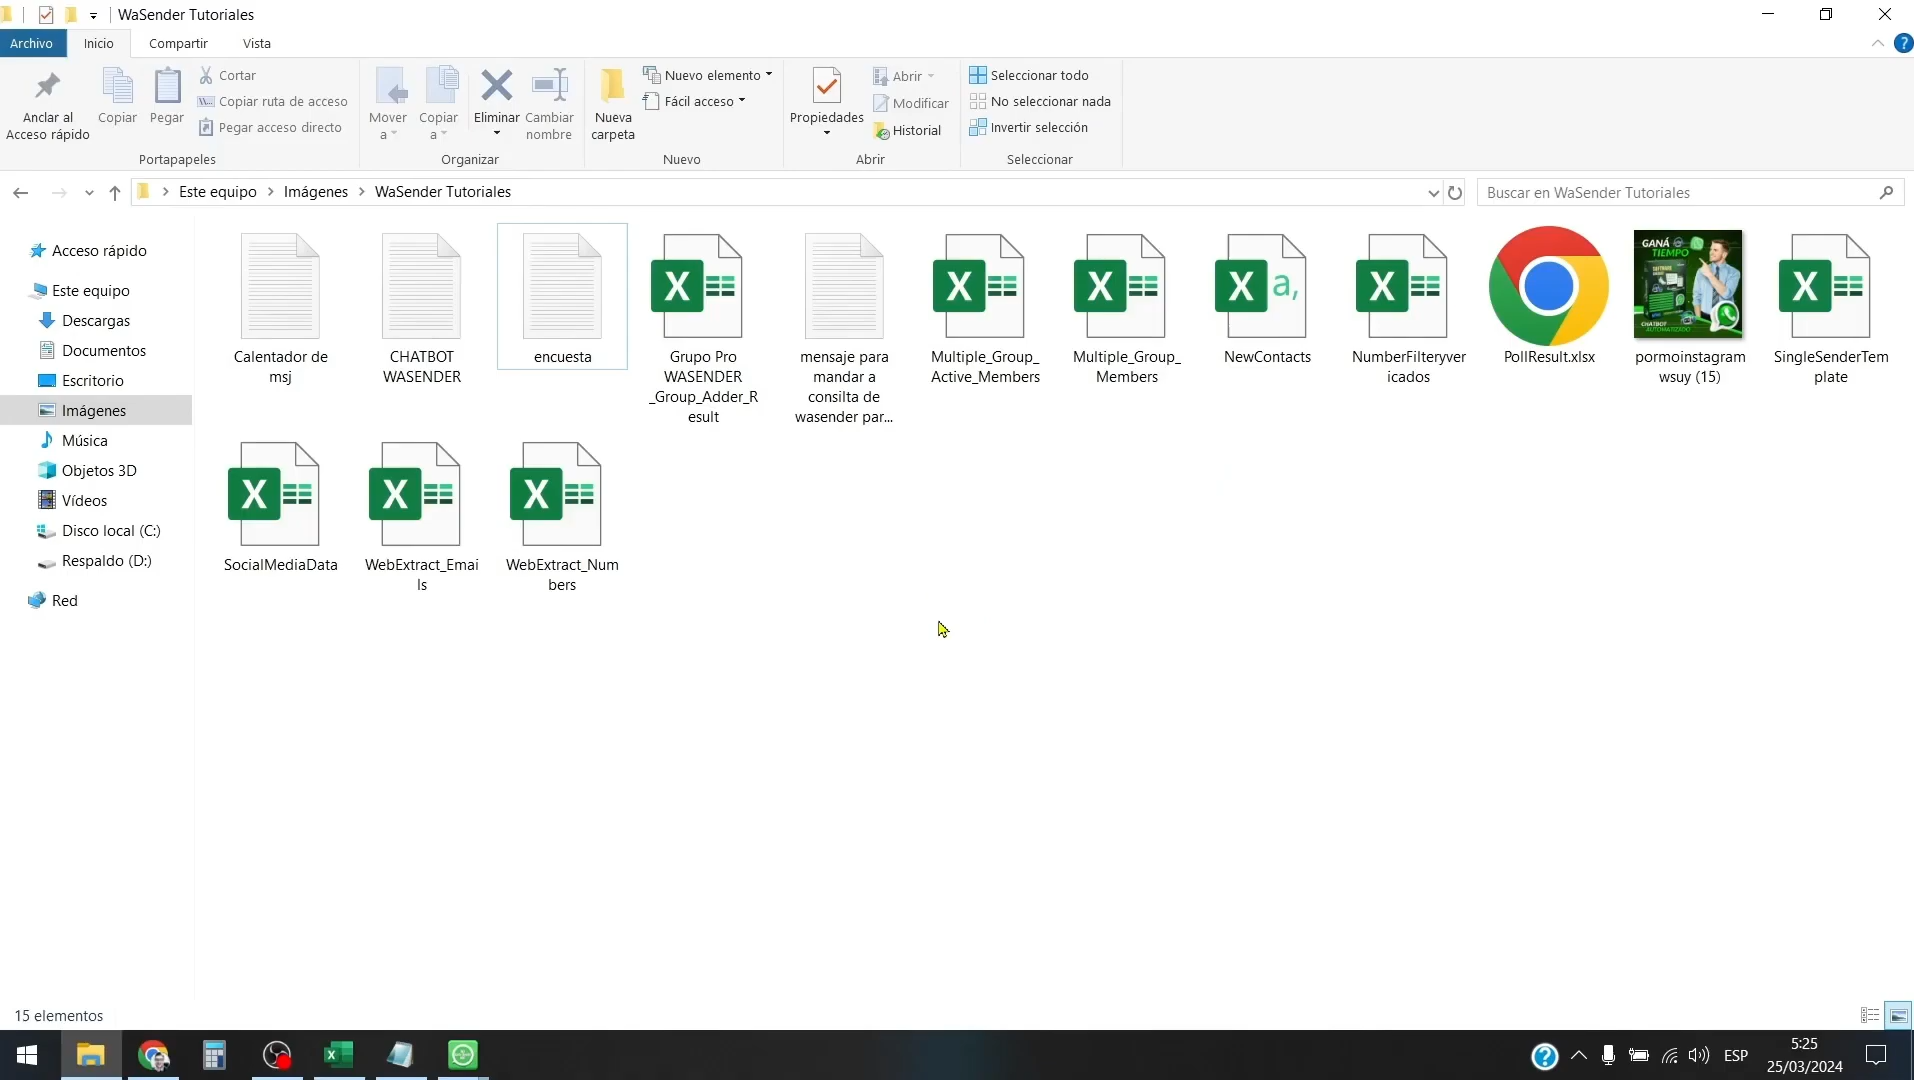 WaSender Tutoriales
Archivo
Inicio
Compartir
Vista
Anclar al
Acceso rápido
Copiar
Pegar
Cortar
Copiar ruta de acceso
Pegar acceso directo
Portapapeles
Mover
a
Copiar
a
Eliminar
Cambiar
nombre
Organizar
Nueva
carpeta
Nuevo elemento
Fácil acceso
Nuevo
Propiedades
Abrir
Modificar
Historial
Abrir
Seleccionar todo
No seleccionar nada
Invertir selección
Seleccionar
Este equipo
Imágenes
WaSender Tutoriales
Buscar en WaSender Tutoriales
Acceso rápido
Este equipo
Descargas
Documentos
Escritorio
Imágenes
Música
Objetos 3D
Vídeos
Disco local (C:)
Respaldo (D:)
Red
Calentador de
msj
CHATBOT
WASENDER
encuesta
Grupo Pro
WASENDER
_Group_Adder_R
esult
mensaje para
mandar a
consilta de
wasender par...
Multiple_Group_
Active_Members
Multiple_Group_
Members
NewContacts
NumberFilteryver
icados
PollResult.xlsx
GANÁ
TIEMPO
CHATBOT
AUTOMATIZADO
pormoinstagram
wsuy (15)
SingleSenderTem
plate
SocialMediaData
WebExtract_Emai
ls
WebExtract_Num
bers
15 elementos
ESP
5:25
25/03/2024